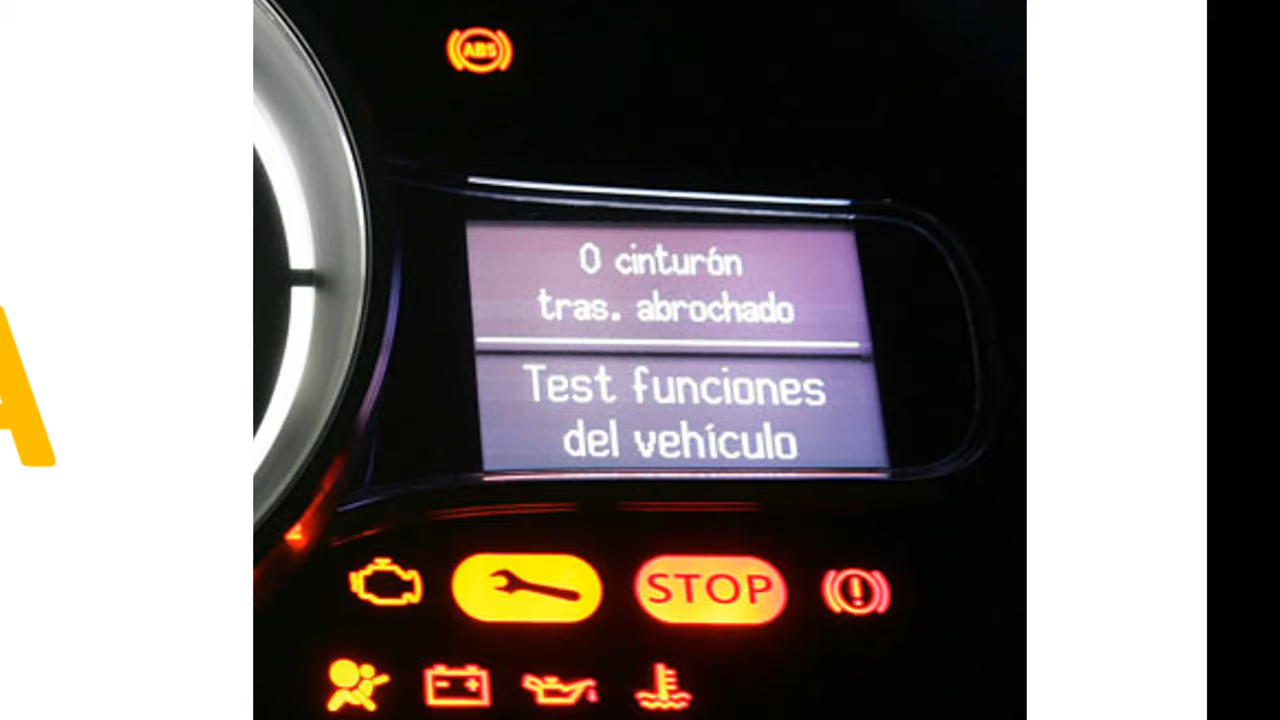 ABS
0 cinturón
tras. abrochado
Test funciones
del vehículo
STOP
A